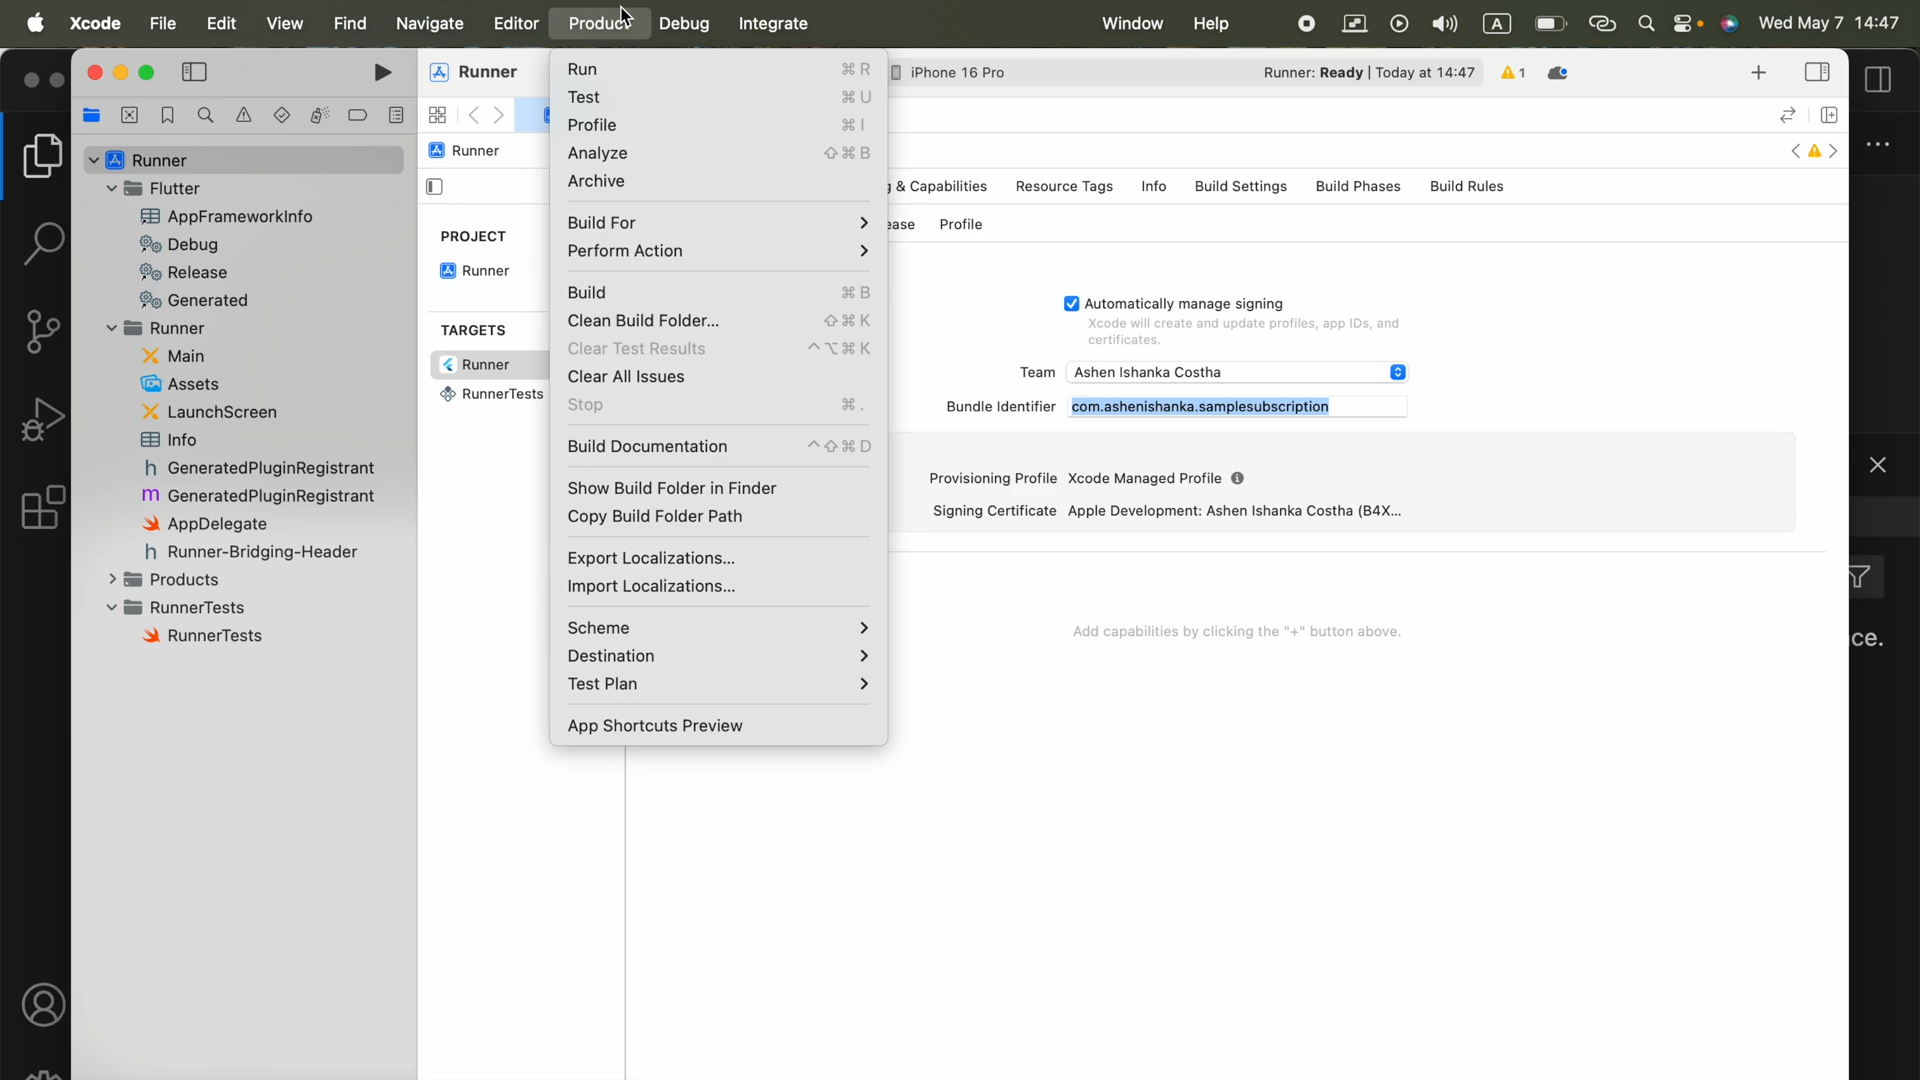 Xcode File Edit View Find Navigate Editor Product Debug Integrate Window Help A Wed May 7 14:47
Runner iPhone 16 Pro Runner: Ready | Today at 14:47 1
Runner
& Capabilities Resource Tags Info Build Settings Build Phases Build Rules
Profile
Runner
Flutter
AppFrameworkInfo
Debug
Release
Generated
Runner
Main
Assets
LaunchScreen
Info
h GeneratedPluginRegistrant
m GeneratedPluginRegistrant
AppDelegate
h Runner-Bridging-Header
Products
RunnerTests
RunnerTests
PROJECT
Runner
TARGETS
Runner
RunnerTests
Run ⌘ R
Test ⌘ U
Profile ⌘ I
Analyze ⇧ ⌘ B
Archive
Build For
Perform Action
Build ⌘ B
Clean Build Folder... ⇧ ⌘ K
Clear Test Results ^ ⌥ ⌘ K
Clear All Issues
Stop ⌘ .
Build Documentation ^ ⇧ ⌘ D
Show Build Folder in Finder
Copy Build Folder Path
Export Localizations...
Import Localizations...
Scheme
Destination
Test Plan
App Shortcuts Preview
Automatically manage signing
Xcode will create and update profiles, app IDs, and
certificates.
Team Ashen Ishanka Costha
Bundle Identifier com.ashenishanka.samplesubscription
Provisioning Profile Xcode Managed Profile
Signing Certificate Apple Development: Ashen Ishanka Costha (B4X...
Add capabilities by clicking the "+" button above.
ce.